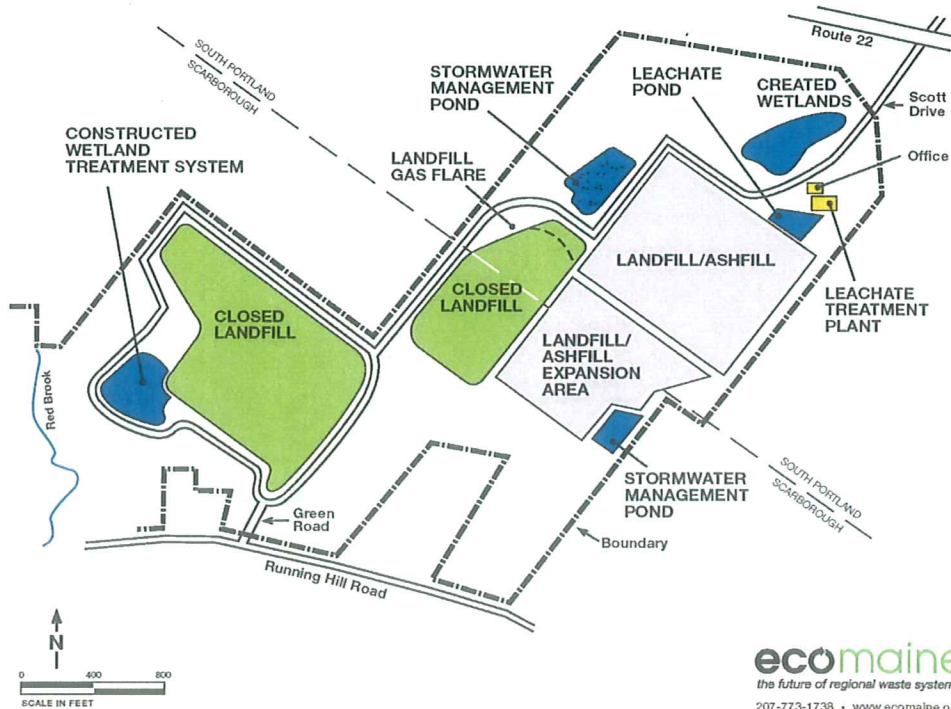 Route 22
SOUTH PORTLAND
SCARBOROUGH
STORMWATER
MANAGEMENT
POND
LEACHATE
POND
CREATED
WETLANDS
Scott
Drive
CONSTRUCTED
WETLAND
TREATMENT SYSTEM
LANDFILL
GAS FLARE
Office
LANDFILL/ASHFILL
CLOSED
LANDFILL
CLOSED
LANDFILL
LEACHATE
TREATMENT
PLANT
LANDFILL/
ASHFILL
EXPANSION
AREA
Red Brook
STORMWATER
MANAGEMENT
POND
SOUTH PORTLAND
SCARBOROUGH
Green
Road
Boundary
Running Hill Road
N
0 400 800
SCALE IN FEET
ecomaine
the future of regional waste system
207-773-1738 • www.ecomaine.o